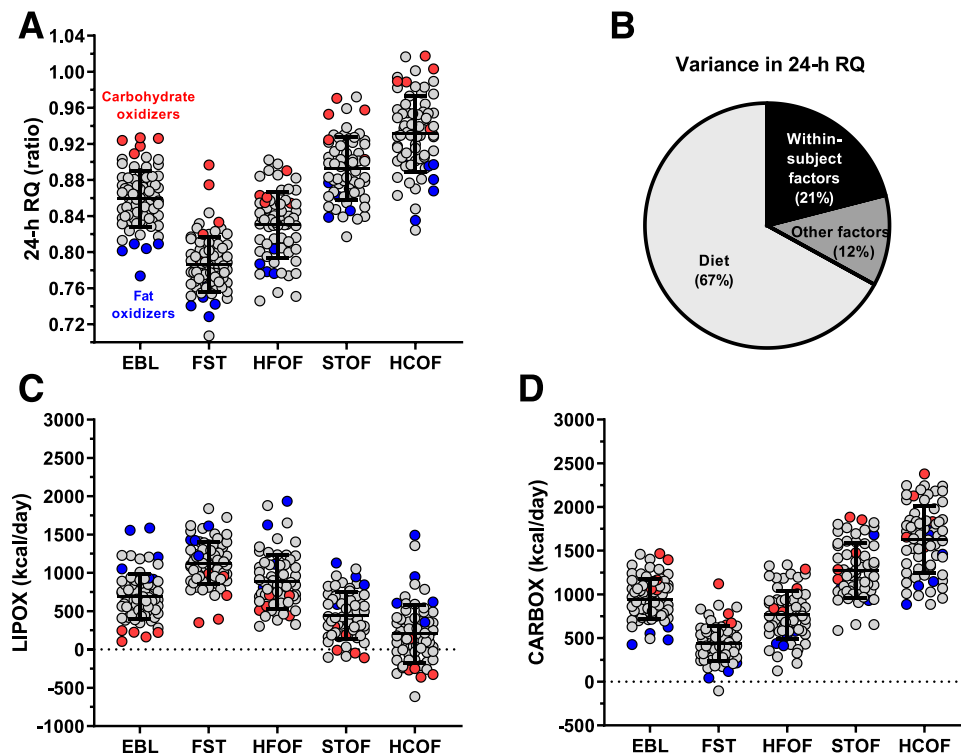 A
24-h RQ (ratio)
1.04
1.00
0.96
0.92
0.88
0.84
0.80
0.76
0.72
Carbohydrate
oxidizers
Fat
oxidizers
EBL FST HFOF STOF HCOF
B
Variance in 24-h RQ
Within-
subject
factors
(21%)
Other factors
(12%)
Diet
(67%)
C
LIPOX (kcal/day)
3000
2500
2000
1500
1000
500
0
-500
-1000
EBL FST HFOF STOF HCOF
D
CARBOX (kcal/day)
3000
2500
2000
1500
1000
500
0
-500
EBL FST HFOF STOF HCOF